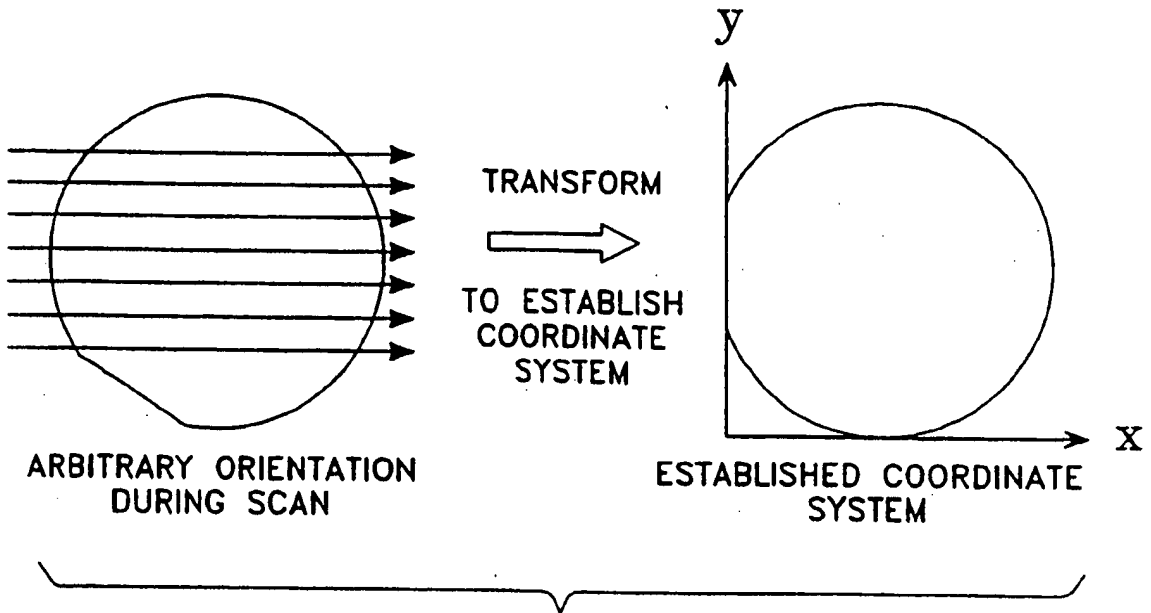 y
TRANSFORM
TO ESTABLISH
COORDINATE
SYSTEM
x
ARBITRARY ORIENTATION
DURING SCAN
ESTABLISHED COORDINATE
SYSTEM